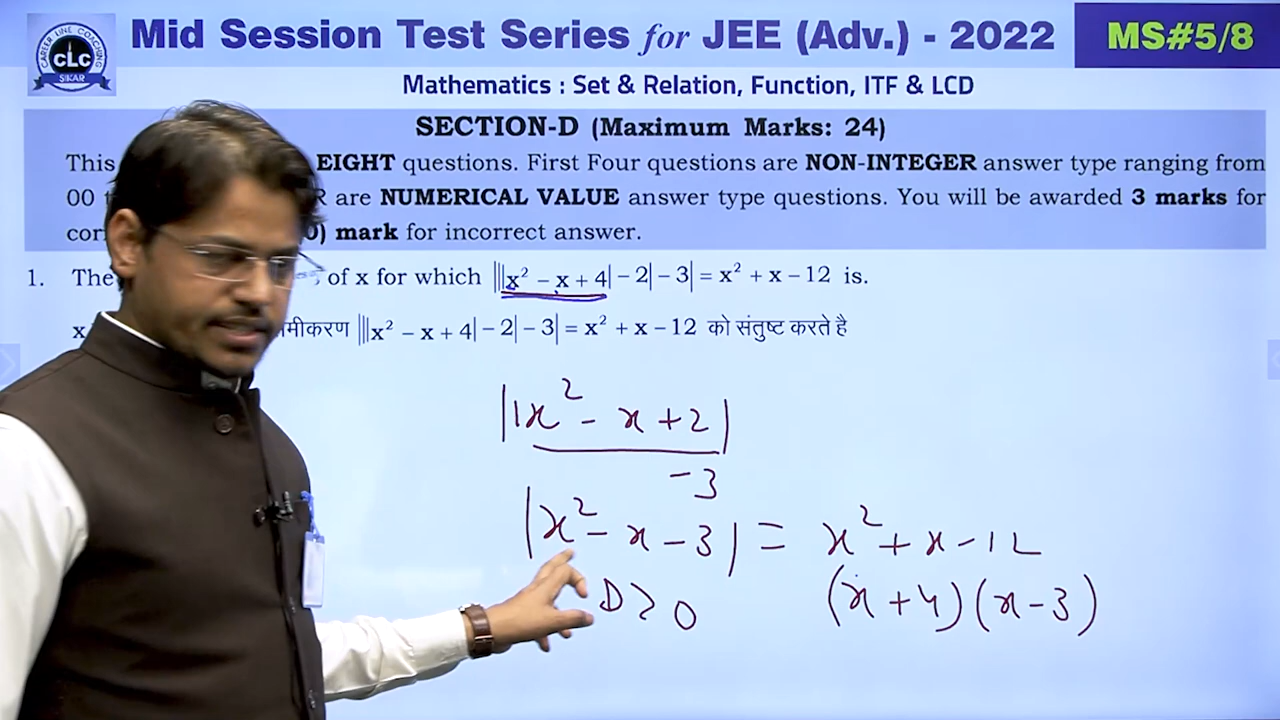 CAREER LINE COACHING
CLC
SIKAR
Mid Session Test Series for JEE (Adv.) - 2022
MS#5/8
Mathematics : Set & Relation, Function, ITF & LCD
SECTION-D (Maximum Marks: 24)
This EIGHT questions. First Four questions are NON-INTEGER answer type ranging from
00 are NUMERICAL VALUE answer type questions. You will be awarded 3 marks for
mark for incorrect answer.
1. The of x for which |||x² − x + 4| − 2| − 3| = x² + x − 12 is.
x |||x² − x + 4| − 2| − 3| = x² + x − 12 को संतुष्ट करते है
||x² - x + 2|
-3
|x² - x - 3| = x² + x - 12
D > 0 (x + 4) (x - 3)